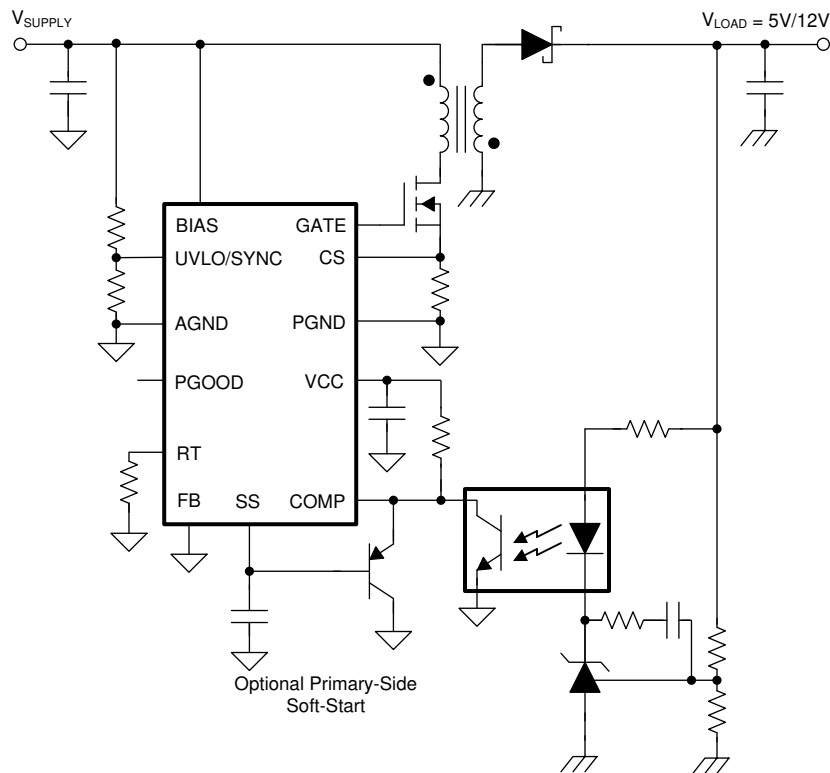 VSUPPLY
VLOAD = 5V/12V
BIAS
GATE
UVLO/SYNC
CS
AGND
PGND
PGOOD
VCC
RT
FB
SS
COMP
Optional Primary-Side
Soft-Start